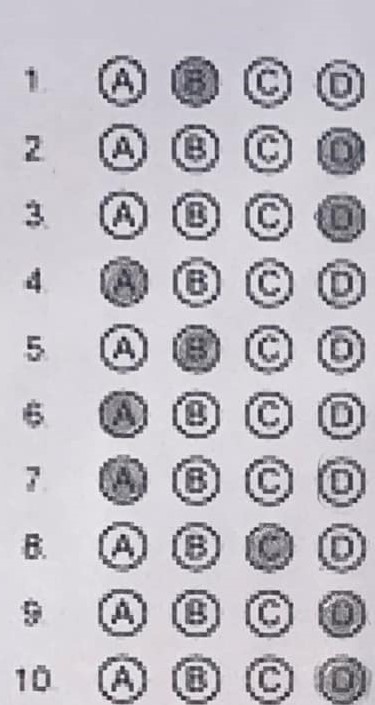 1. A B C D
2. A B C D
3. A B C D
4. A B C D
5. A B C D
6. A B C D
7. A B C D
8. A B C D
9. A B C D
10. A B C D